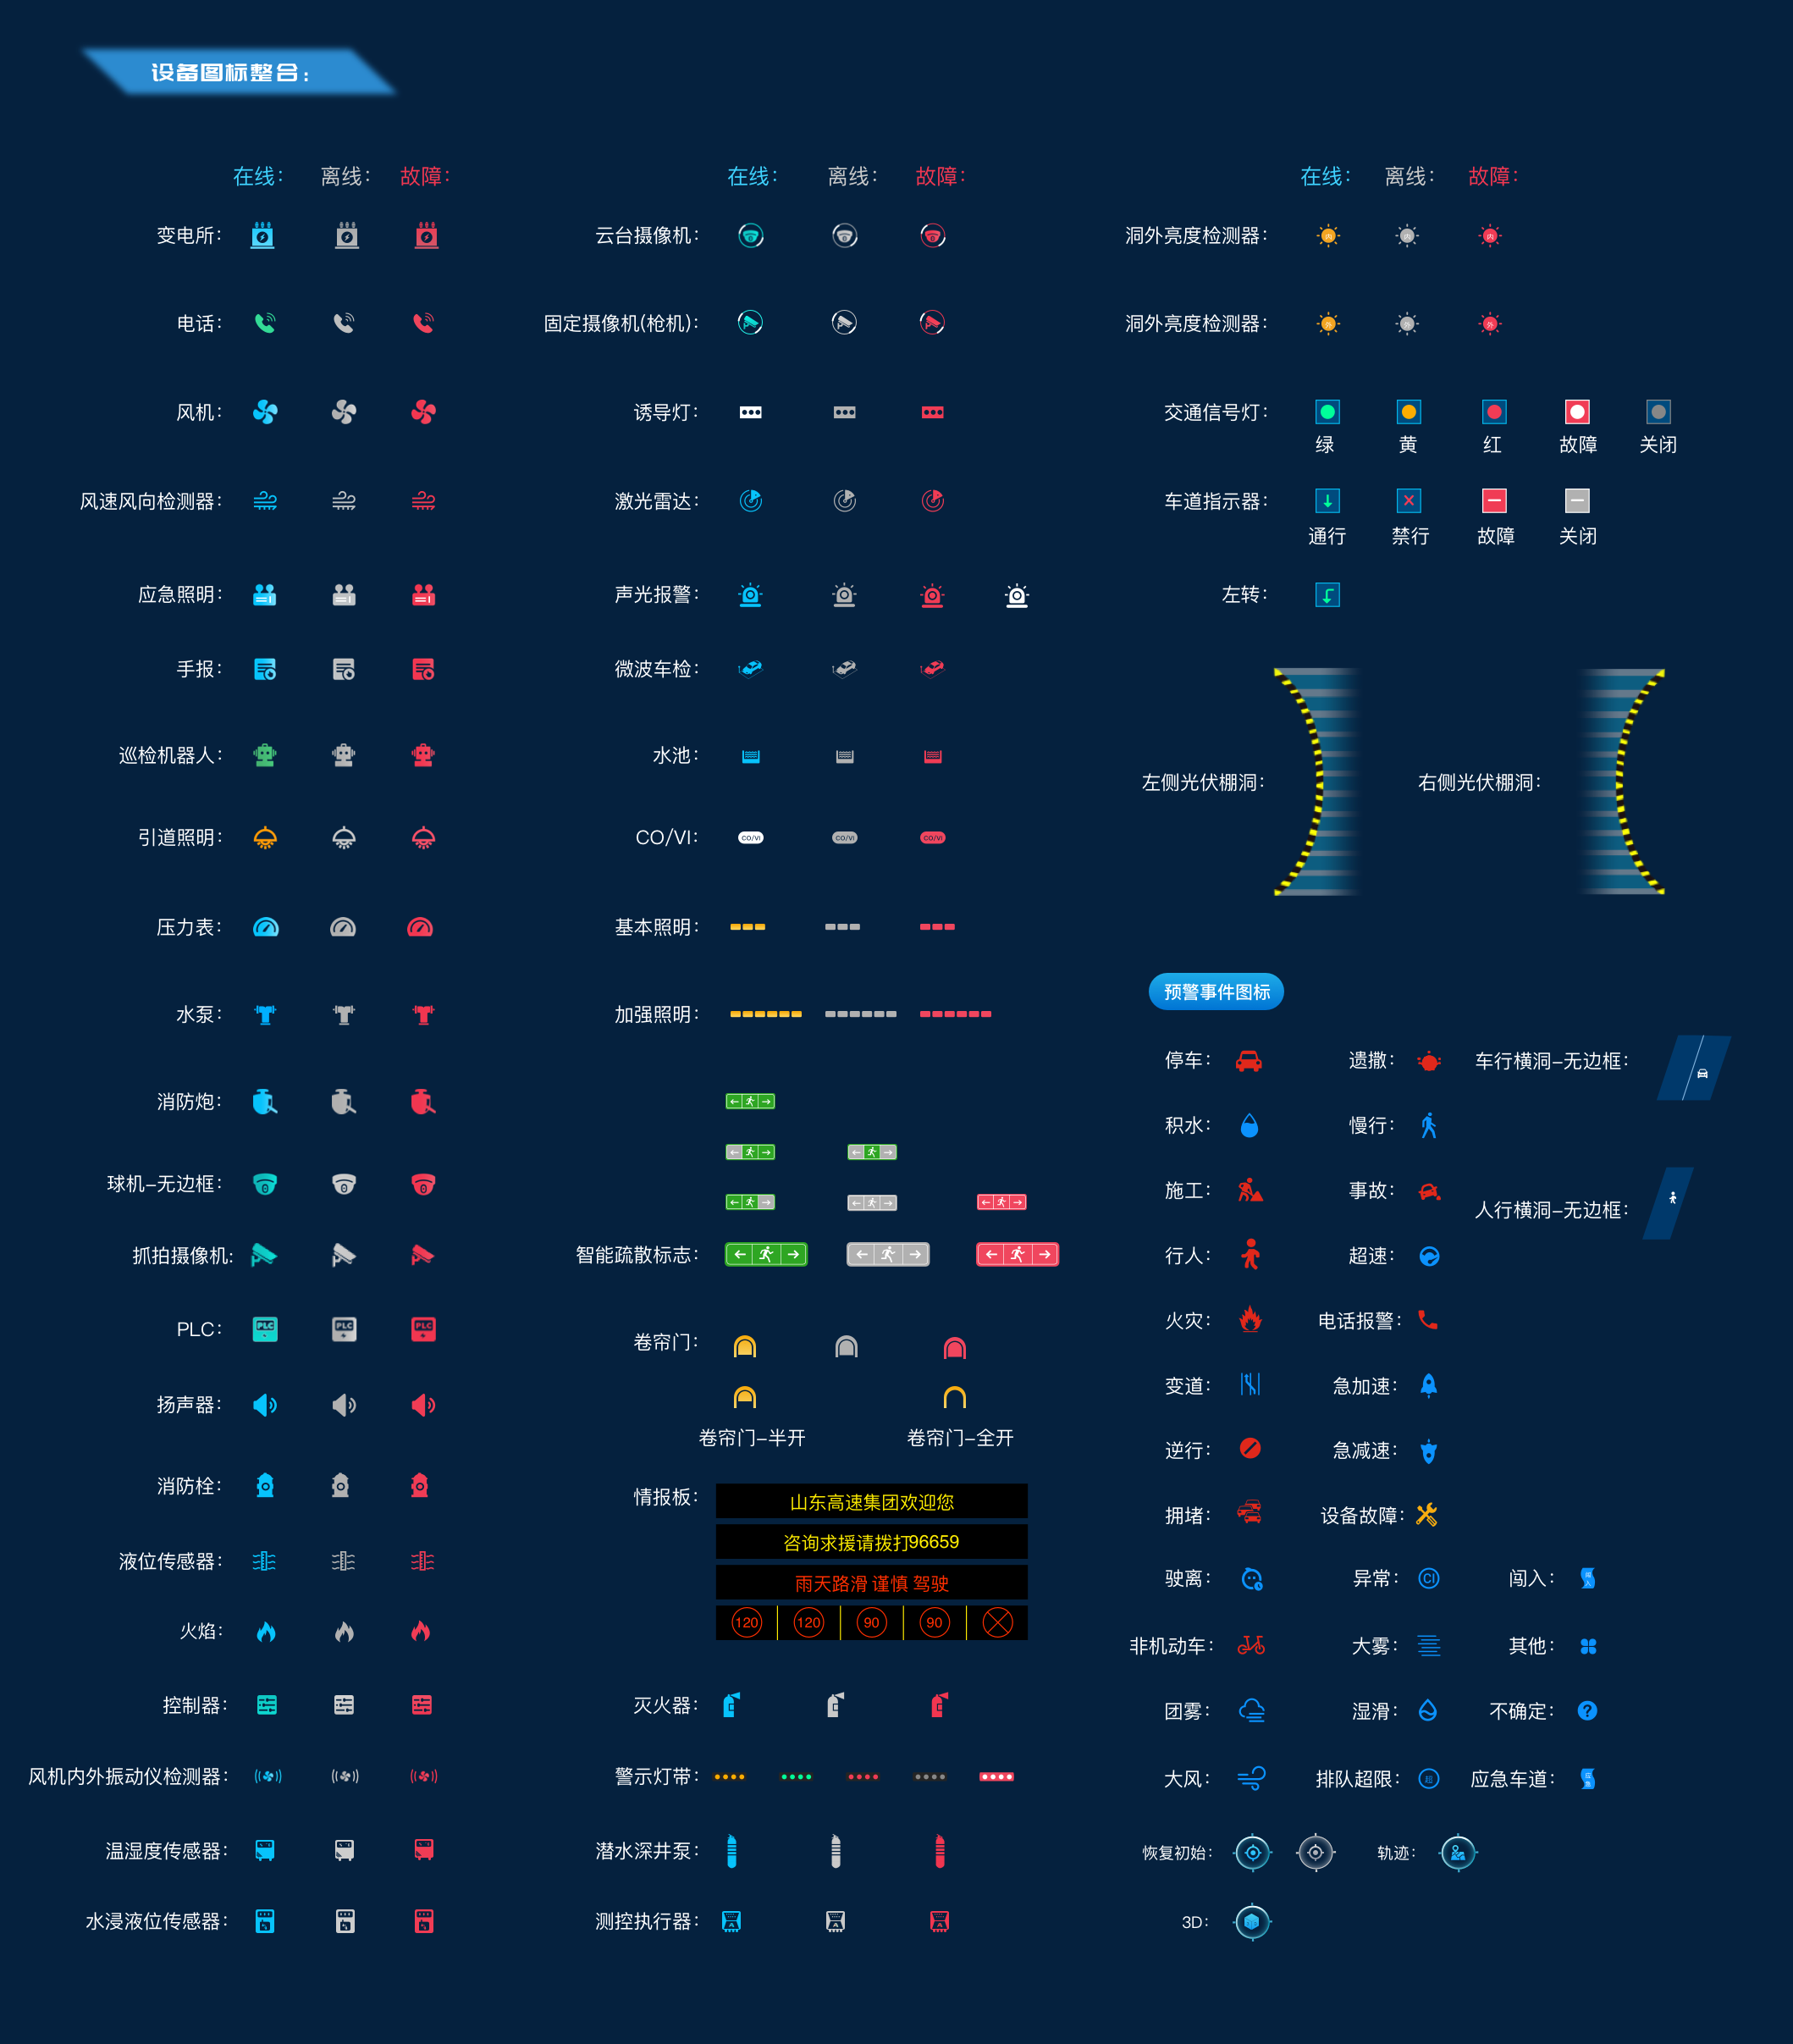 设备图标整合：
在线： 离线： 故障：
变电所：
电话：
风机：
风速风向检测器：
应急照明：
手报：
巡检机器人：
引道照明：
压力表：
水泵：
消防炮：
球机–无边框：
抓拍摄像机:
PLC：
PLC PLC PLC
扬声器：
消防栓：
液位传感器：
火焰：
控制器：
风机内外振动仪检测器：
温湿度传感器：
水浸液位传感器：
在线： 离线： 故障：
云台摄像机：
固定摄像机(枪机)：
诱导灯：
激光雷达：
声光报警：
微波车检：
水池：
CO/VI：
CO/VI CO/VI CO/VI
基本照明：
加强照明：
智能疏散标志：
卷帘门：
卷帘门–半开 卷帘门–全开
情报板：
山东高速集团欢迎您
咨询求援请拨打96659
雨天路滑 谨慎 驾驶
120 120 90 90
灭火器：
警示灯带：
潜水深井泵：
测控执行器：
在线： 离线： 故障：
洞外亮度检测器：
内 内 内
洞外亮度检测器：
外 外 外
交通信号灯：
绿 黄 红 故障 关闭
车道指示器：
通行 禁行 故障 关闭
左转：
左侧光伏棚洞： 右侧光伏棚洞：
预警事件图标
停车： 遗撒： 车行横洞–无边框：
积水： 慢行：
施工： 事故：
人行横洞–无边框：
行人： 超速：
火灾： 电话报警：
变道： 急加速：
逆行： 急减速：
拥堵： 设备故障：
驶离： 异常： 闯入：
非机动车： 大雾： 其他：
团雾： 湿滑： 不确定：
大风： 排队超限： 超 应急车道：
恢复初始： 轨迹：
3D：